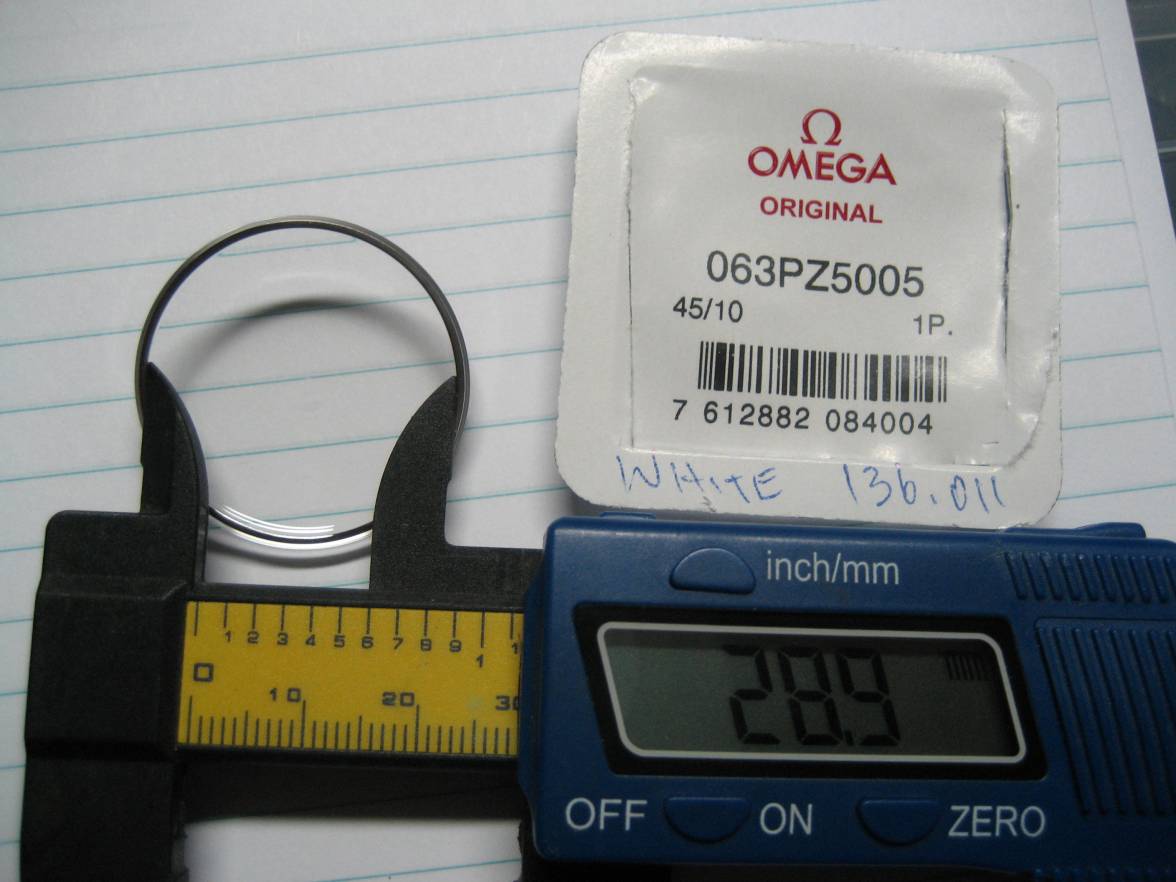 Ω
OMEGA
ORIGINAL
063PZ5005
45/10
1P.
7 612882 084004
WHITE 136.011
inch/mm
28.9
OFF ON ZERO
1 2 3 4 5 6 7 8 9 1
0
10 20 30